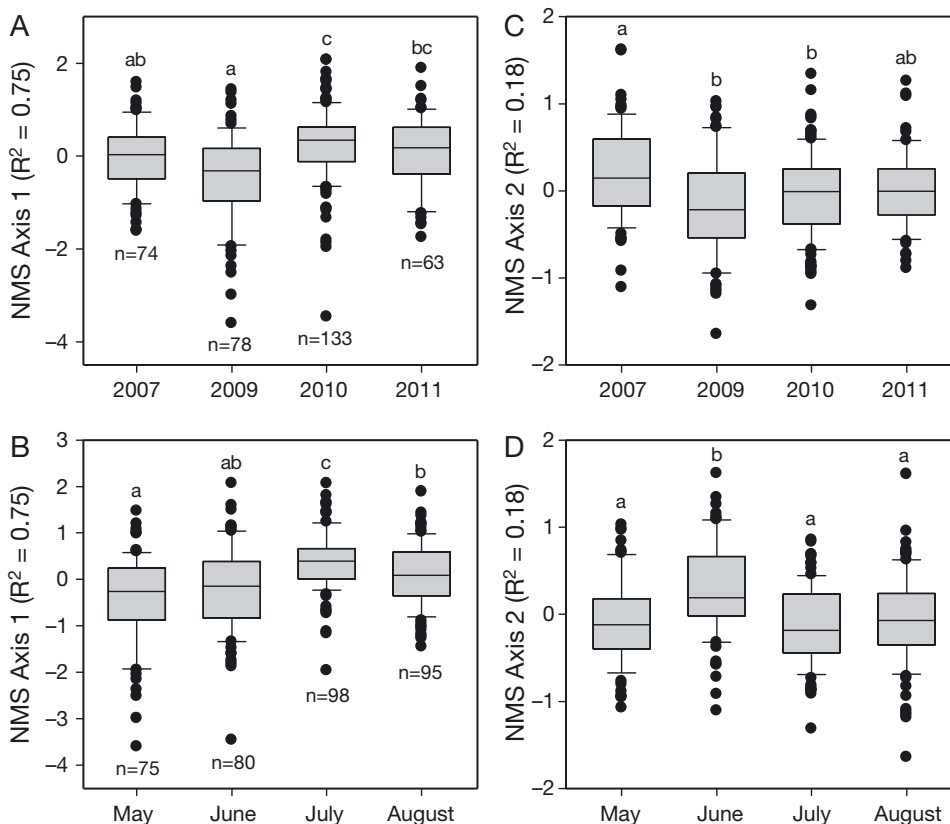 A
NMS Axis 1 (R² = 0.75)
2
0
−2
−4
ab
a
c
bc
n=74
n=78
n=133
n=63
2007
2009
2010
2011
C
NMS Axis 2 (R² = 0.18)
2
1
0
−1
−2
a
b
b
ab
2007
2009
2010
2011
B
NMS Axis 1 (R² = 0.75)
3
2
1
0
−1
−2
−3
−4
a
ab
c
b
n=75
n=80
n=98
n=95
May
June
July
August
D
NMS Axis 2 (R² = 0.18)
2
1
0
−1
−2
a
b
a
a
May
June
July
August